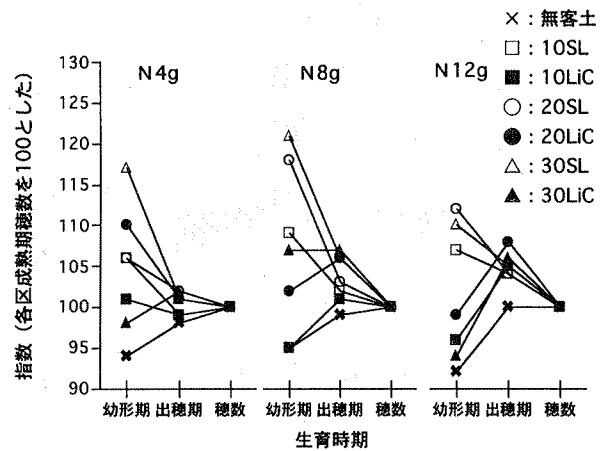 ×：無客土
□：10SL
■：10LiC
○：20SL
●：20LiC
△：30SL
▲：30LiC
N4g
N8g
N12g
指数（各区成熟期穂数を100とした）
130
125
120
115
110
105
100
95
90
幼形期 出穂期 穂数
幼形期 出穂期 穂数
幼形期 出穂期 穂数
生育時期